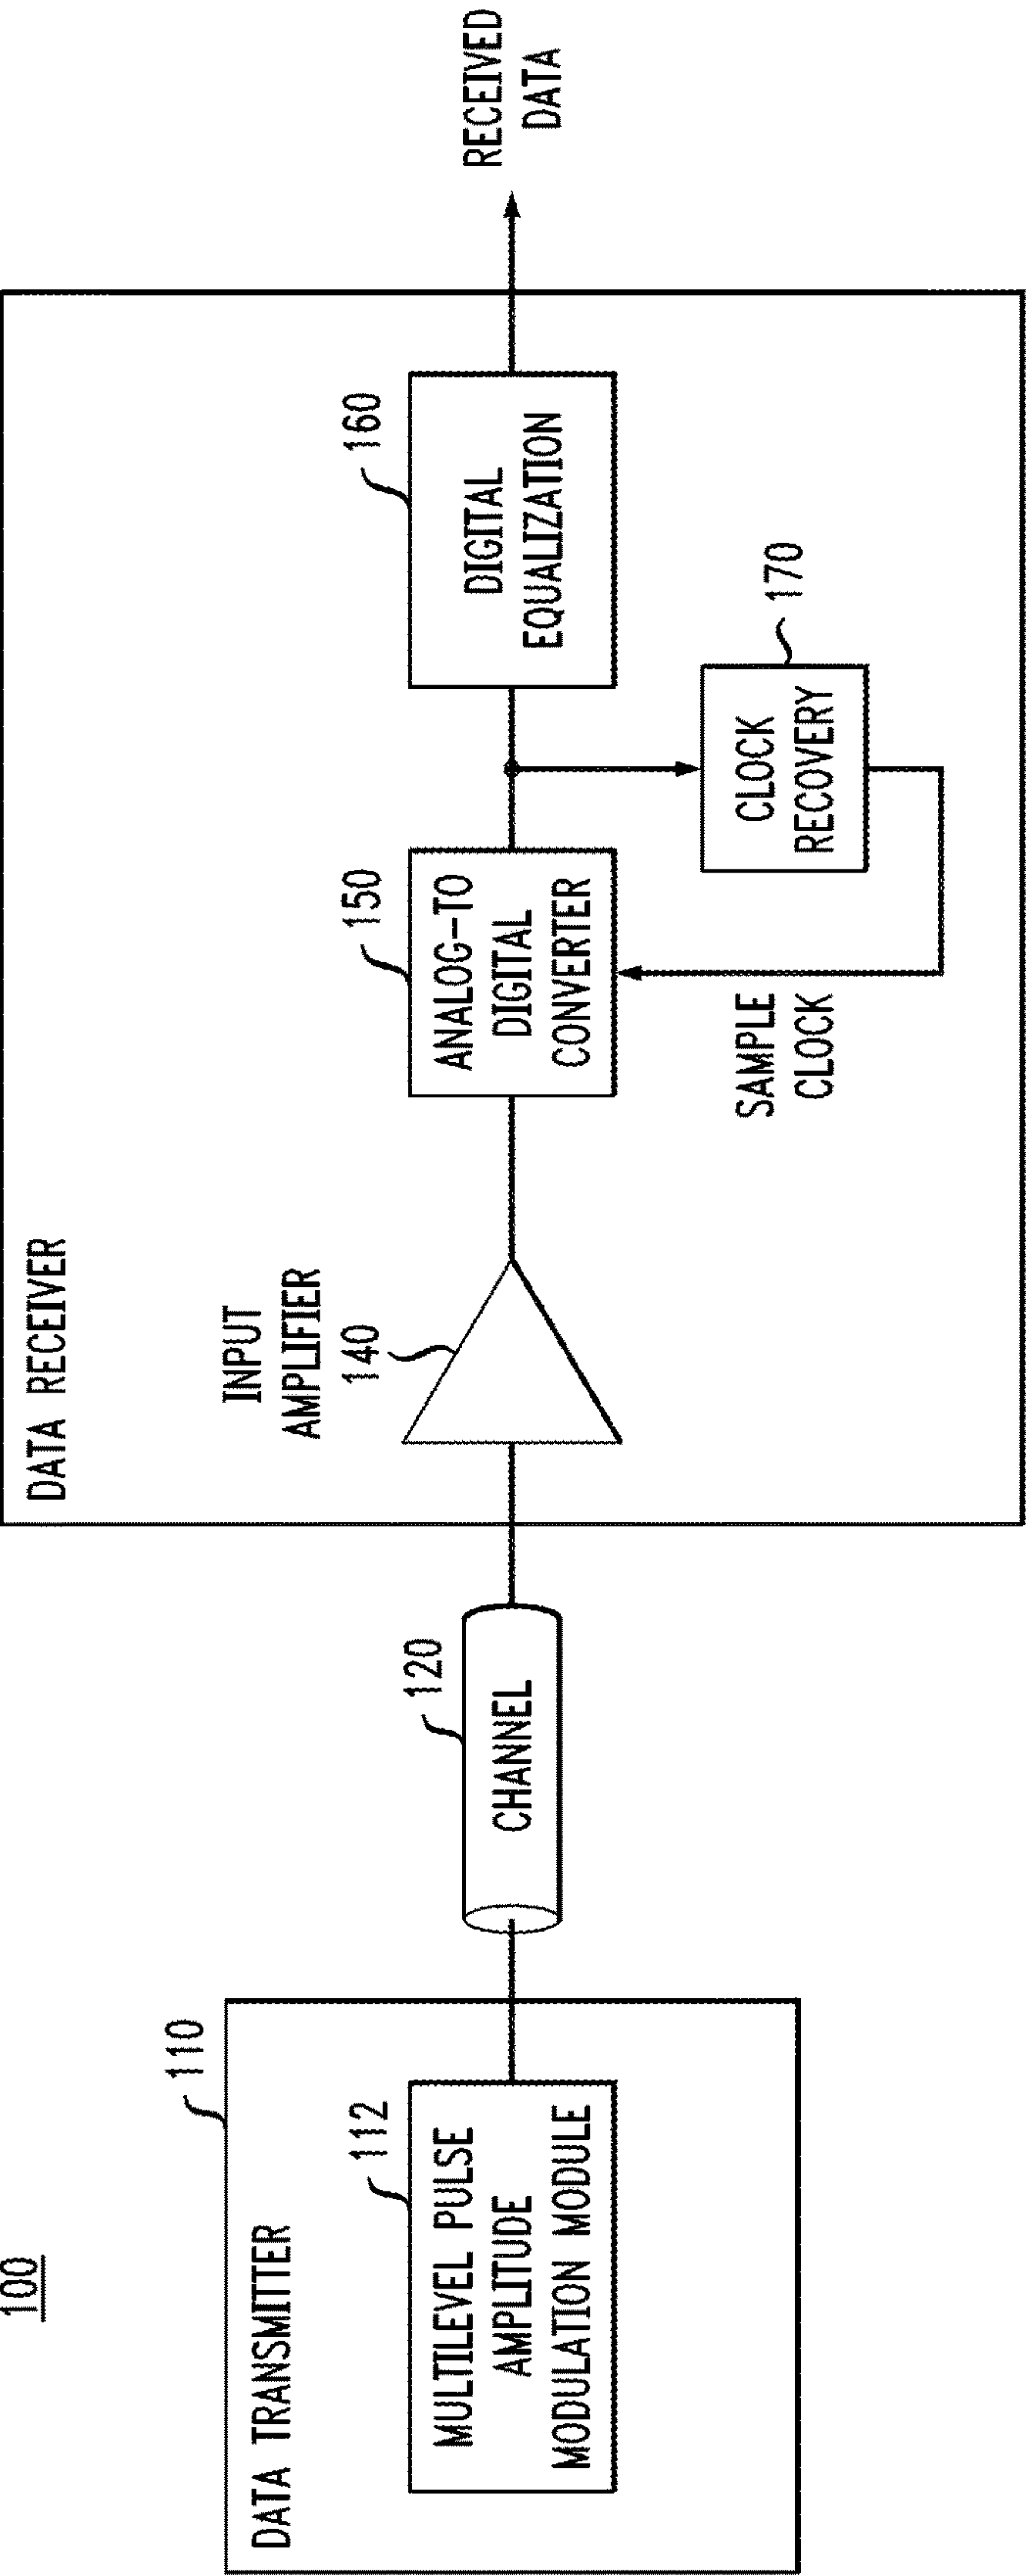 100
DATA TRANSMITTER
110
112
MULTILEVEL PULSE
AMPLITUDE
MODULATION MODULE
120
CHANNEL
DATA RECEIVER
INPUT
AMPLIFIER
140
150
ANALOG-TO
DIGITAL
CONVERTER
SAMPLE
CLOCK
160
DIGITAL
EQUALIZATION
170
CLOCK
RECOVERY
RECEIVED
DATA